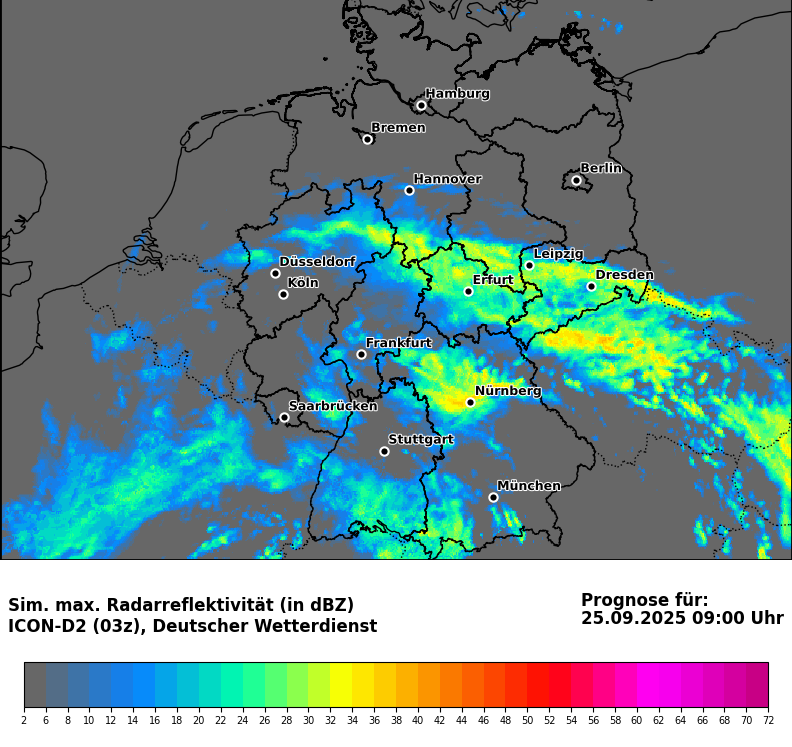 Hamburg
Bremen
Berlin
Hannover
Leipzig
Düsseldorf
Dresden
Köln
Erfurt
Frankfurt
Nürnberg
Saarbrücken
Stuttgart
München
Sim. max. Radarreflektivität (in dBZ)
ICON-D2 (03z), Deutscher Wetterdienst
Prognose für:
25.09.2025 09:00 Uhr
2 6 8 10 12 14 16 18 20 22 24 26 28 30 32 34 36 38 40 42 44 46 48 50 52 54 56 58 60 62 64 66 68 70 72